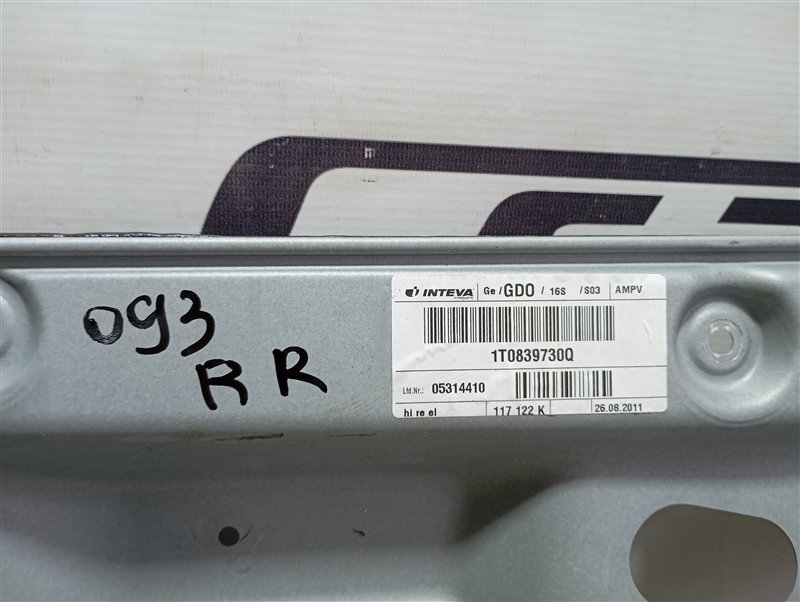 093
R R
INTEVA
PRODUCTS
Ge / GDO / 16S / S03 AMPV
1T0839730Q
Lfd.Nr.: 05314410
hi re el 117 122 K 26.08.2011